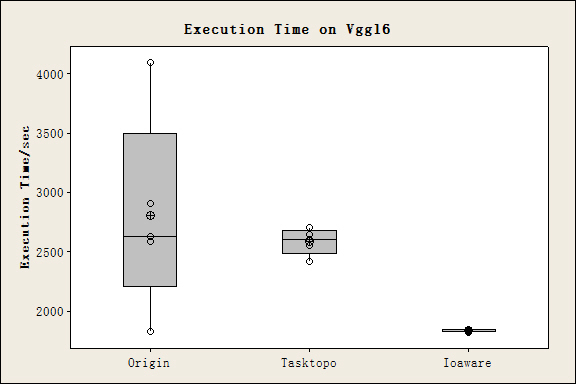 Execution Time on Vgg16
4000
3500
3000
2500
2000
Execution Time/sec
Origin
Tasktopo
Ioaware